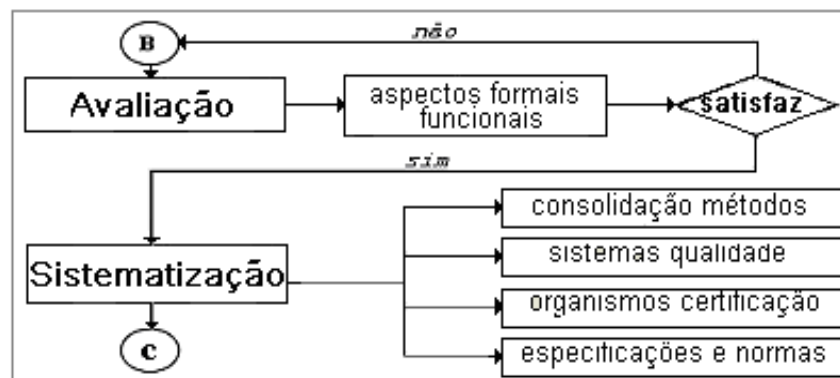 não
B
Avaliação
aspectos formais
funcionais
satisfaz
sim
Sistematização
consolidação métodos
sistemas qualidade
organismos certificação
especificações e normas
C